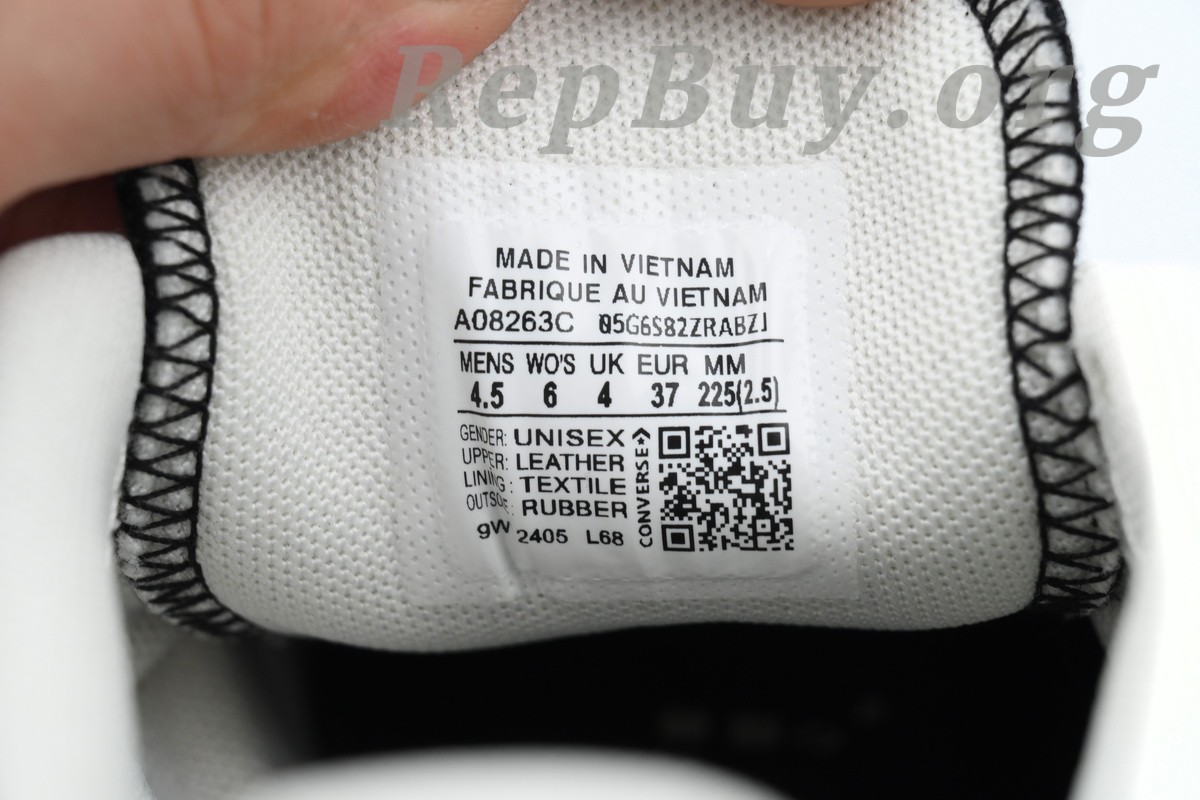 RepBuy.org
MADE IN VIETNAM
FABRIQUE AU VIETNAM
A08263C 05G6S82ZRABZJ
MENS WO'S UK EUR MM
4.5 6 4 37 225(2.5)
GENDER: UNISEX
UPPER: LEATHER
LINING: TEXTILE
OUTSOLE: RUBBER
gW 2405 L68
CONVERSE